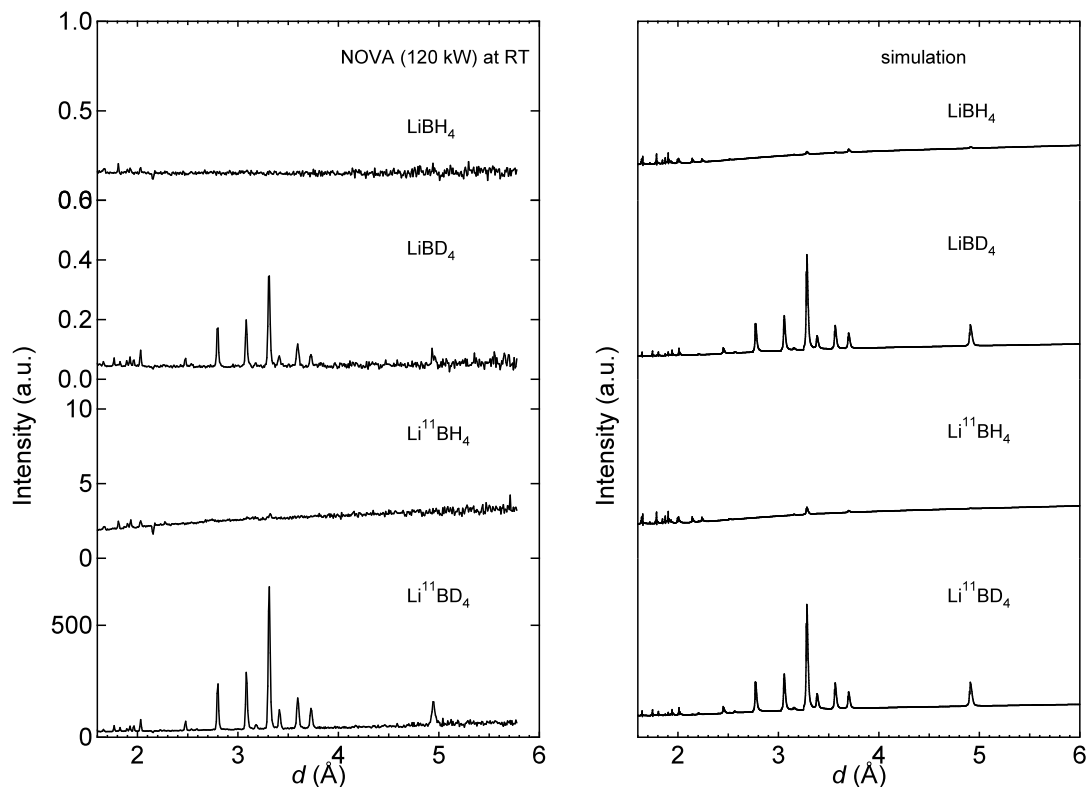 NOVA (120 kW) at RT
1.0
0.5
LiBH₄
0.0
0.6
LiBD₄
0.4
0.2
0.0
10
Li¹¹BH₄
5
0
Li¹¹BD₄
500
0
2 3 4 5 6
d (Å)
Intensity (a.u.)
simulation
LiBH₄
LiBD₄
Li¹¹BH₄
Li¹¹BD₄
2 3 4 5 6
d (Å)
Intensity (a.u.)